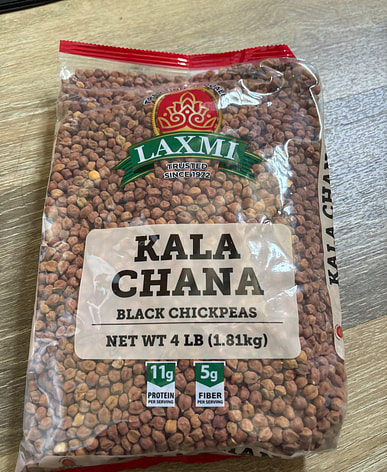 LAXMI
TRUSTED
SINCE 1972
KALA
CHANA
BLACK CHICKPEAS
NET WT 4 LB (1.81kg)
11g
PROTEIN
PER SERVING
5g
FIBER
PER SERVING
KALA CHAN